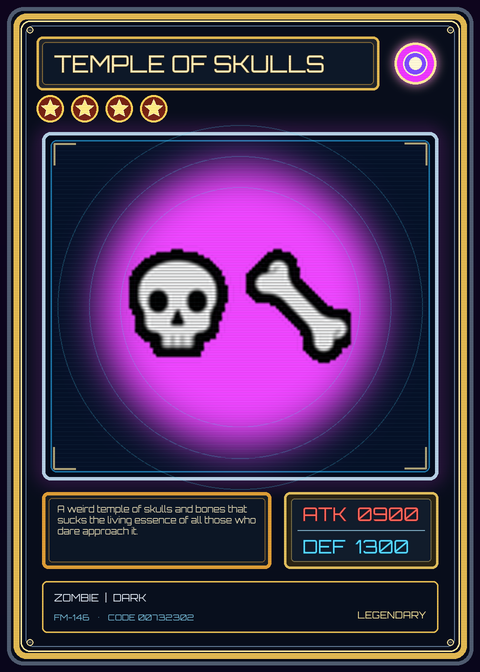 TEMPLE OF SKULLS
A weird temple of skulls and bones that
sucks the living essence of all those who
dare approach it.
ATK 0900
DEF 1300
ZOMBIE | DARK
FM-146 · CODE 00732302
LEGENDARY